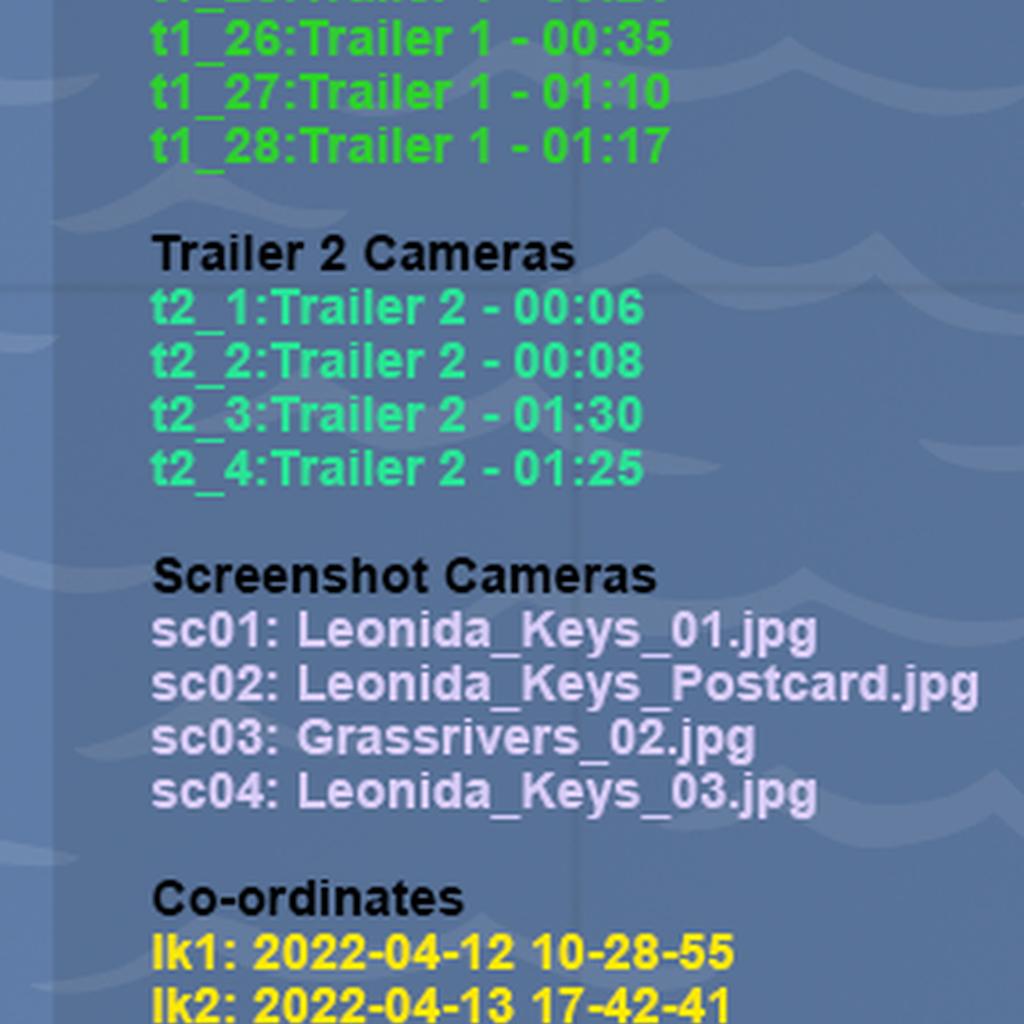 t1_26:Trailer 1 - 00:35
t1_27:Trailer 1 - 01:10
t1_28:Trailer 1 - 01:17
Trailer 2 Cameras
t2_1:Trailer 2 - 00:06
t2_2:Trailer 2 - 00:08
t2_3:Trailer 2 - 01:30
t2_4:Trailer 2 - 01:25
Screenshot Cameras
sc01: Leonida_Keys_01.jpg
sc02: Leonida_Keys_Postcard.jpg
sc03: Grassrivers_02.jpg
sc04: Leonida_Keys_03.jpg
Co-ordinates
lk1: 2022-04-12 10-28-55
lk2: 2022-04-13 17-42-41